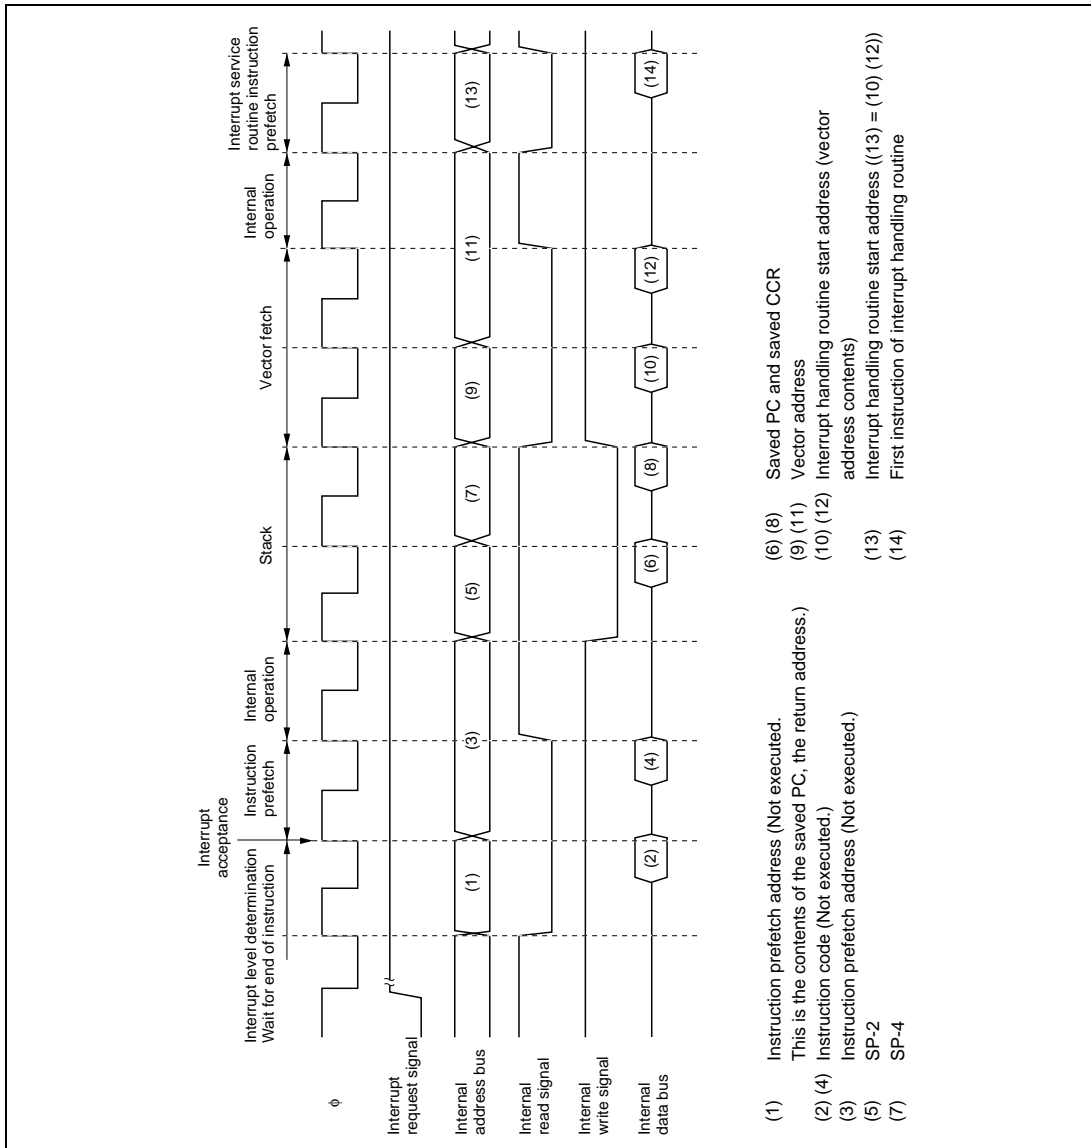 Interrupt
acceptance
Interrupt level determination
Wait for end of instruction
Instruction
prefetch
Internal
operation
Stack
Vector fetch
Internal
operation
Interrupt service
routine instruction
prefetch
φ
Interrupt
request signal
Internal
address bus
(1)
(3)
(5)
(7)
(9)
(11)
(13)
Internal
read signal
Internal
write signal
Internal
data bus
(2)
(4)
(6)
(8)
(10)
(12)
(14)
(1) Instruction prefetch address (Not executed.
This is the contents of the saved PC, the return address.)
(2) (4) Instruction code (Not executed.)
(3) Instruction prefetch address (Not executed.)
(5) SP-2
(7) SP-4
(6) (8) Saved PC and saved CCR
(9) (11) Vector address
(10) (12) Interrupt handling routine start address (vector
address contents)
(13) Interrupt handling routine start address ((13) = (10) (12))
(14) First instruction of interrupt handling routine